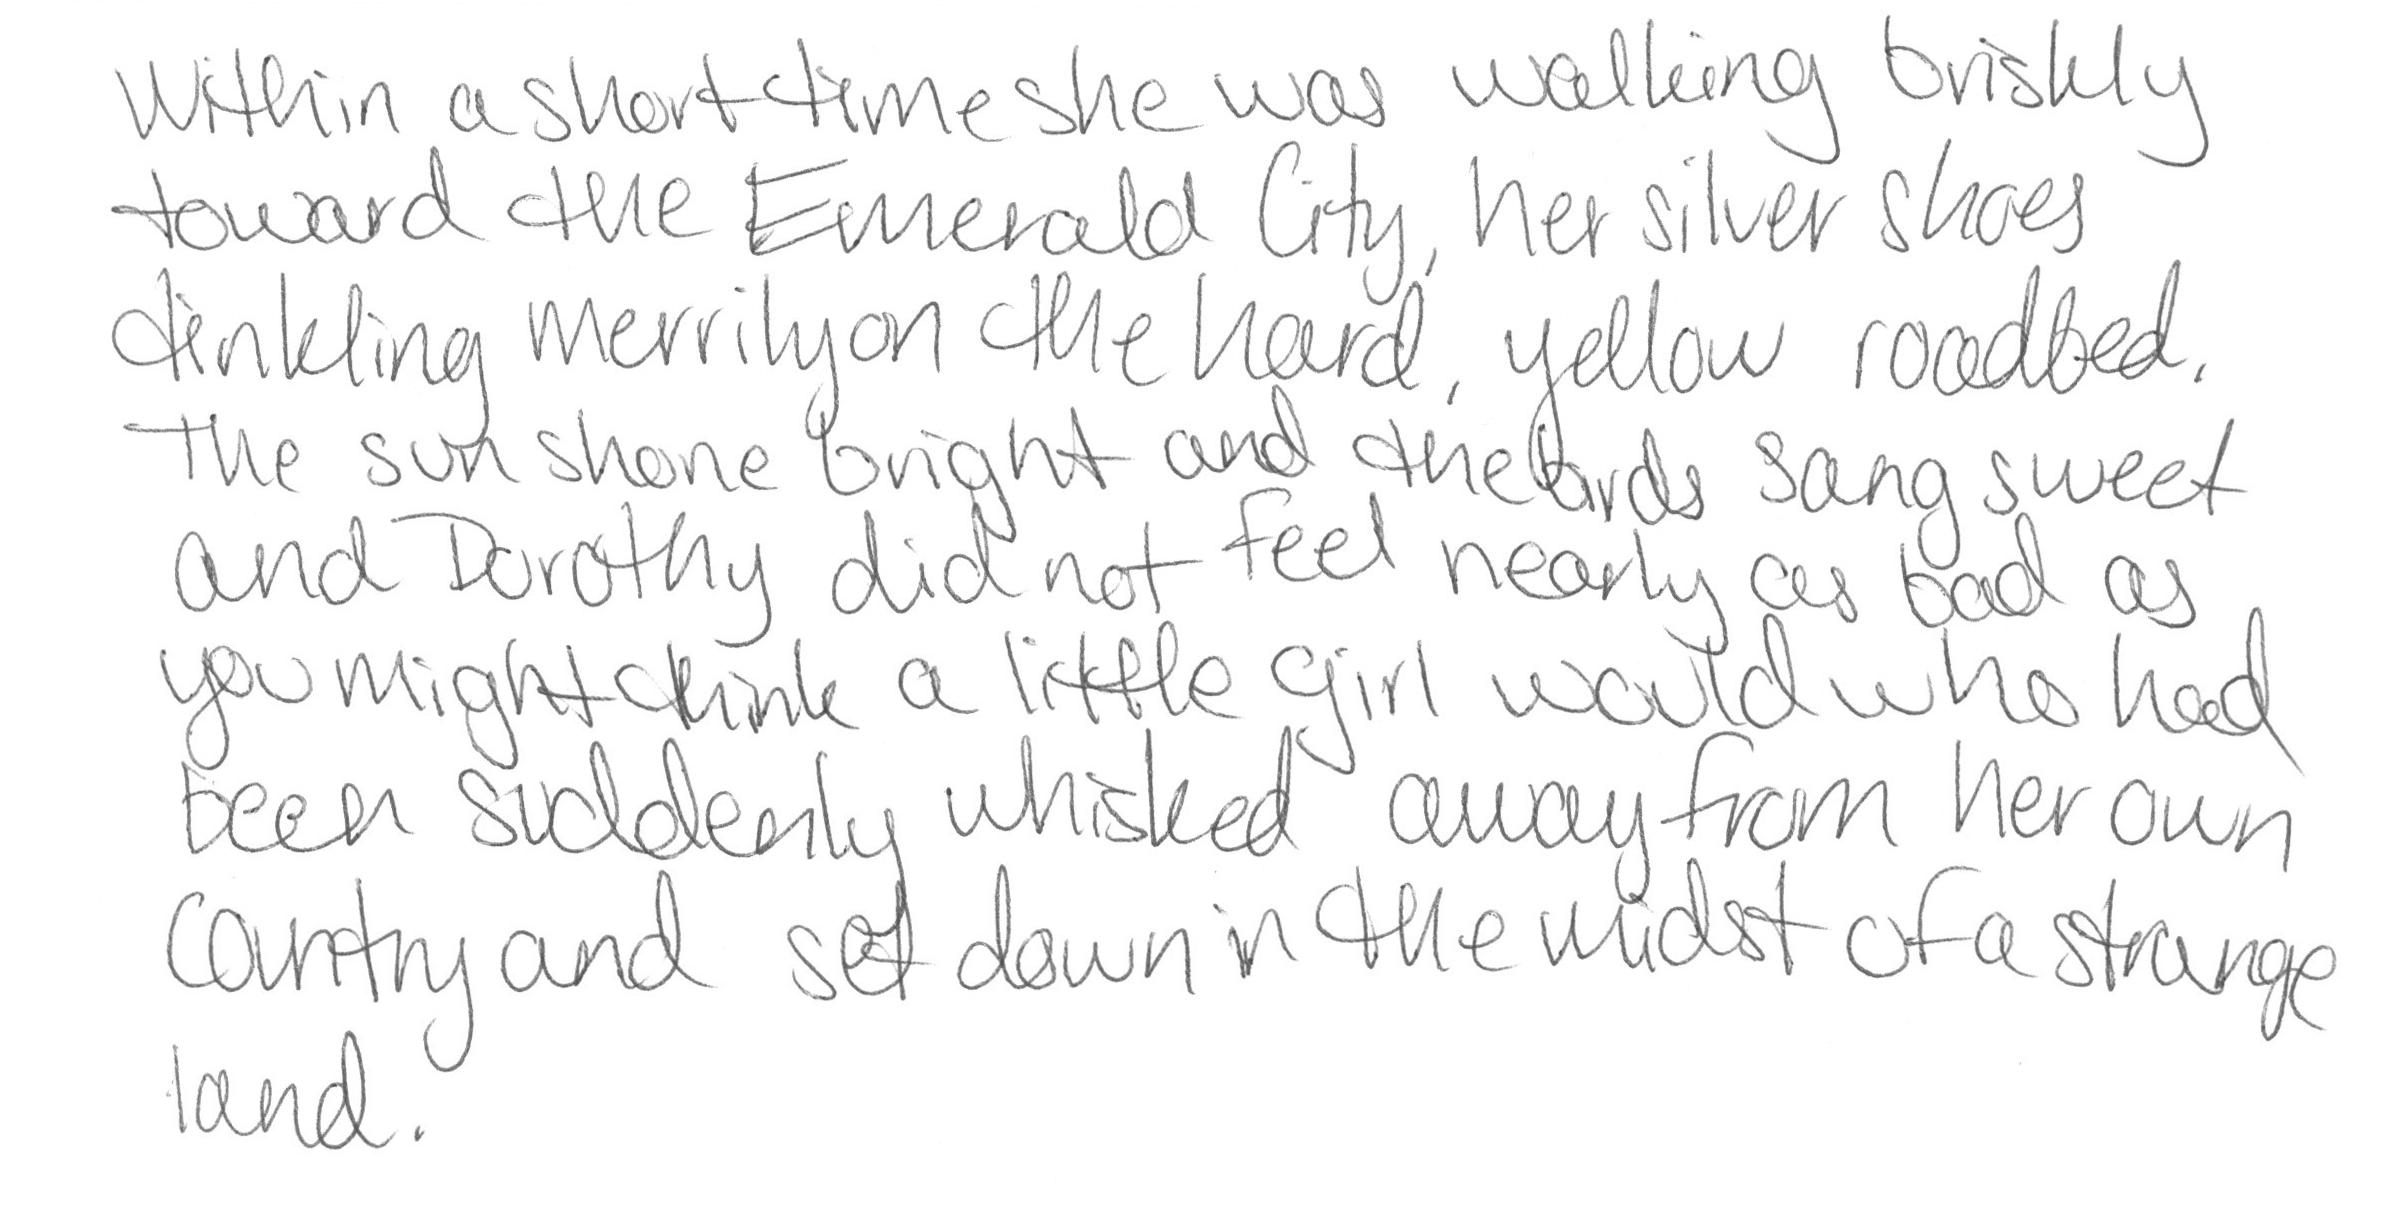 Within a short time she was walking briskly
toward the Emerald City, her silver shoes
tinkling merrily on the hard, yellow roadbed.
The sun shone bright and the birds sang sweet
and Dorothy did not feel nearly as bad as
you might think a little girl would who had
been suddenly whisked away from her own
country and set down in the midst of a strange
land.